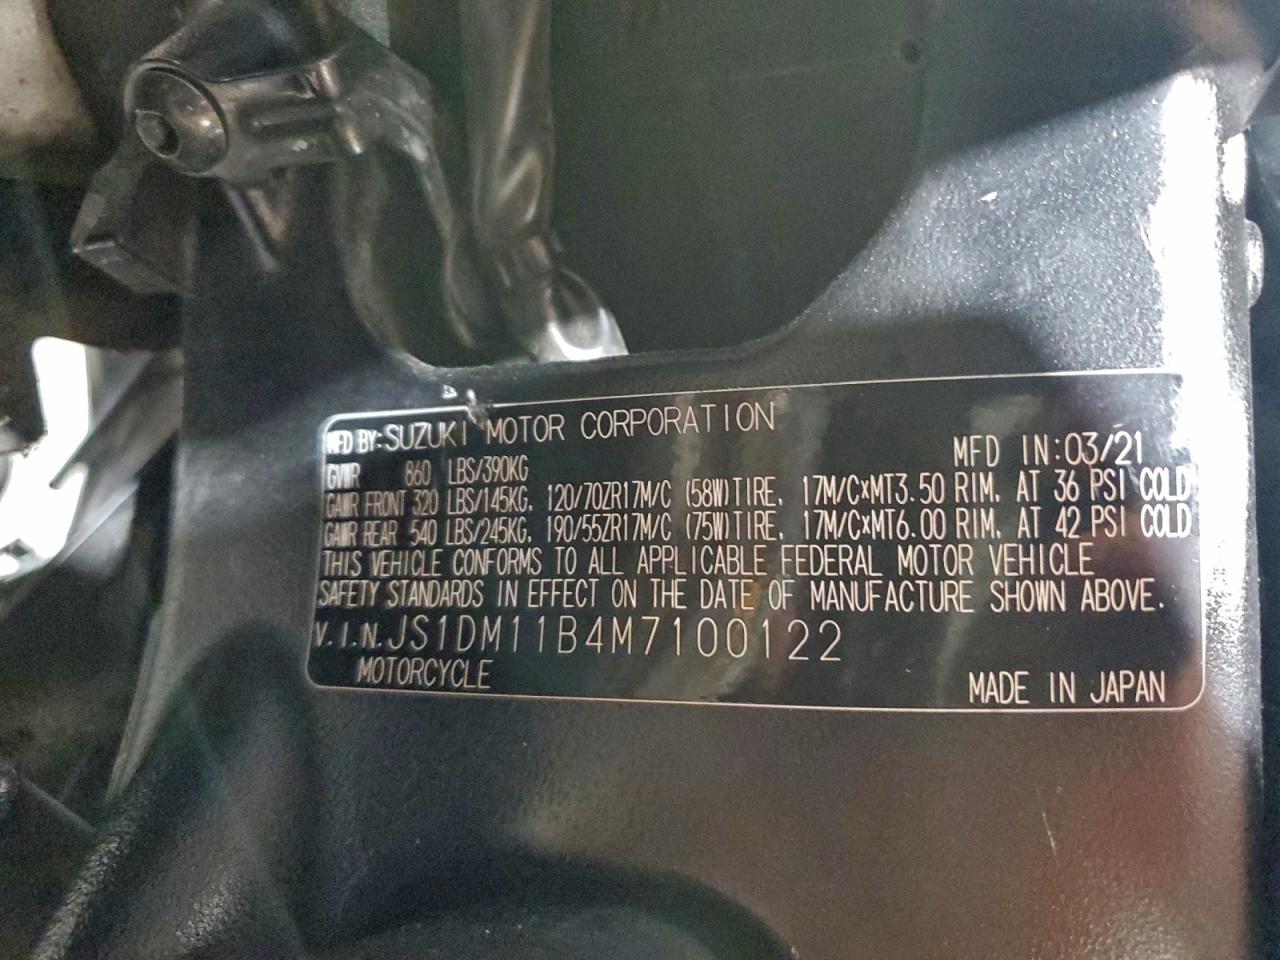 MFD BY:SUZUKI MOTOR CORPORATION
MFD IN:03/21
GVWR 860 LBS/390KG
GAWR FRONT 320 LBS/145KG. 120/70ZR17M/C (58W)TIRE. 17M/C×MT3.50 RIM. AT 36 PSI COLD
GAWR REAR 540 LBS/245KG. 190/55ZR17M/C (75W)TIRE. 17M/C×MT6.00 RIM. AT 42 PSI COLD
THIS VEHICLE CONFORMS TO ALL APPLICABLE FEDERAL MOTOR VEHICLE
SAFETY STANDARDS IN EFFECT ON THE DATE OF MANUFACTURE SHOWN ABOVE.
V.I.N.JS1DM11B4M7100122
MOTORCYCLE
MADE IN JAPAN